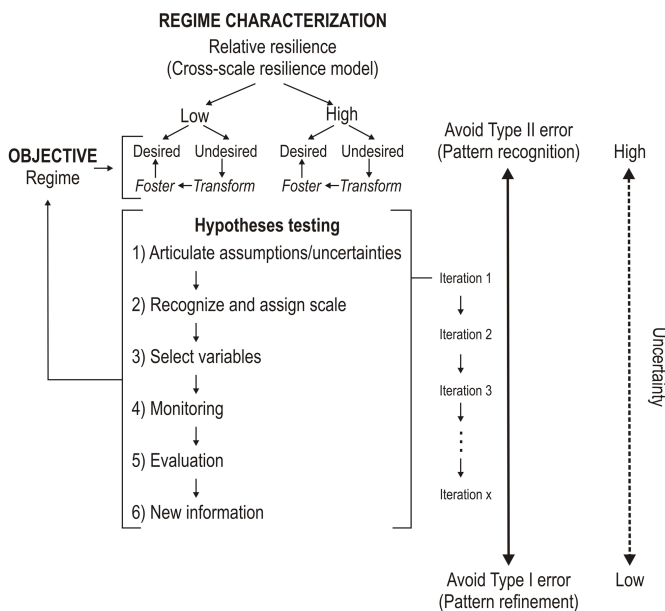 REGIME CHARACTERIZATION
Relative resilience
(Cross-scale resilience model)
Low
High
Desired
Undesired
Desired
Undesired
Foster
Transform
Foster
Transform
OBJECTIVE
Regime
Hypotheses testing
1) Articulate assumptions/uncertainties
2) Recognize and assign scale
3) Select variables
4) Monitoring
5) Evaluation
6) New information
Iteration 1
Iteration 2
Iteration 3
Iteration x
Avoid Type II error
(Pattern recognition)
Avoid Type I error
(Pattern refinement)
High
Uncertainty
Low